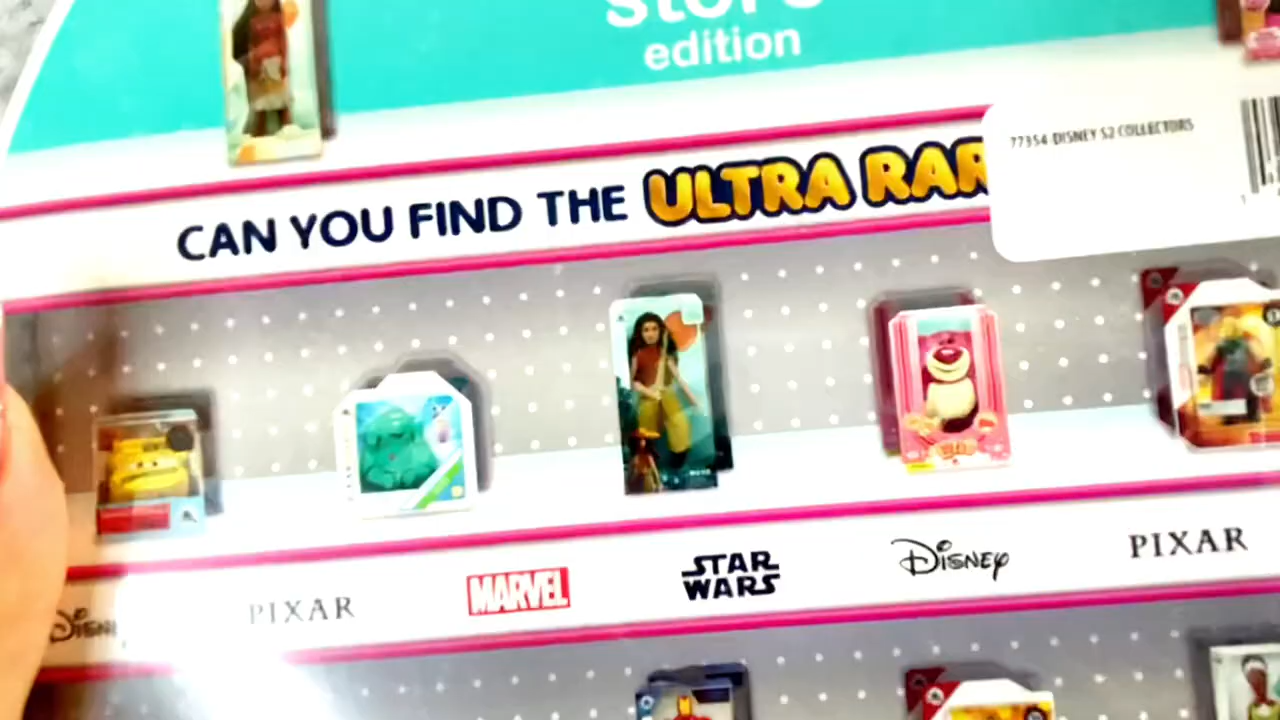 edition
77354 DISNEY S2 COLLECTORS
CAN YOU FIND THE ULTRA RAR
PIXAR
MARVEL
STAR WARS
DISNEY
PIXAR